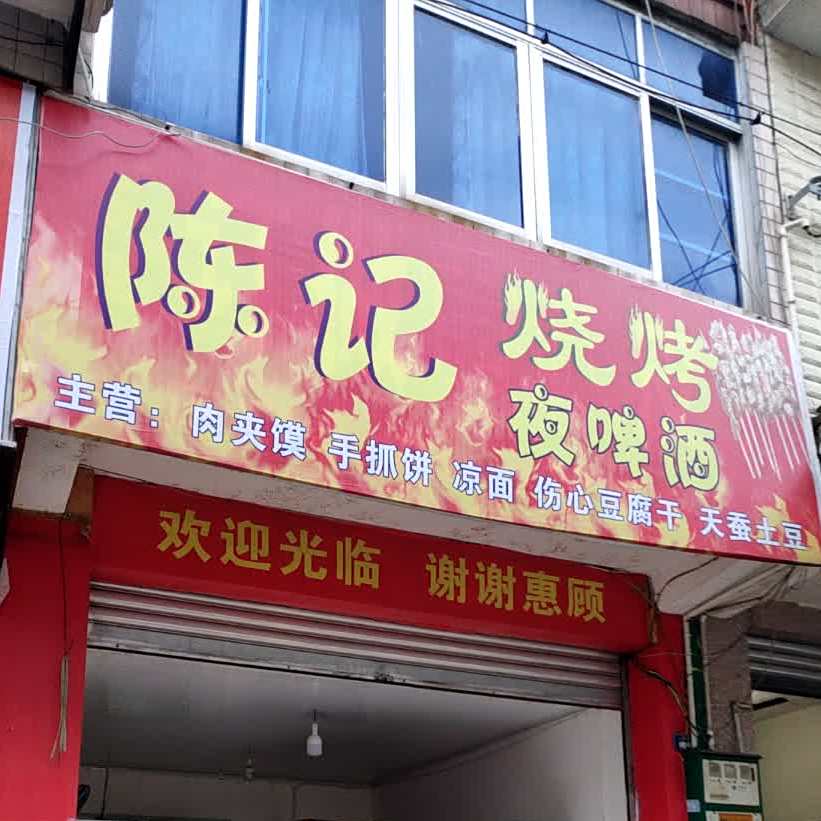 陈记 烧烤
夜啤酒
主营：肉夹馍 手抓饼 凉面 伤心豆腐干 天蚕土豆
欢迎光临 谢谢惠顾